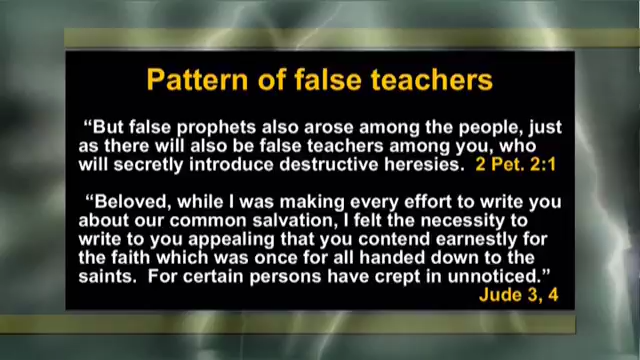 Pattern of false teachers
“But false prophets also arose among the people, just
as there will also be false teachers among you, who
will secretly introduce destructive heresies. 2 Pet. 2:1
“Beloved, while I was making every effort to write you
about our common salvation, I felt the necessity to
write to you appealing that you contend earnestly for
the faith which was once for all handed down to the
saints. For certain persons have crept in unnoticed.”
Jude 3, 4